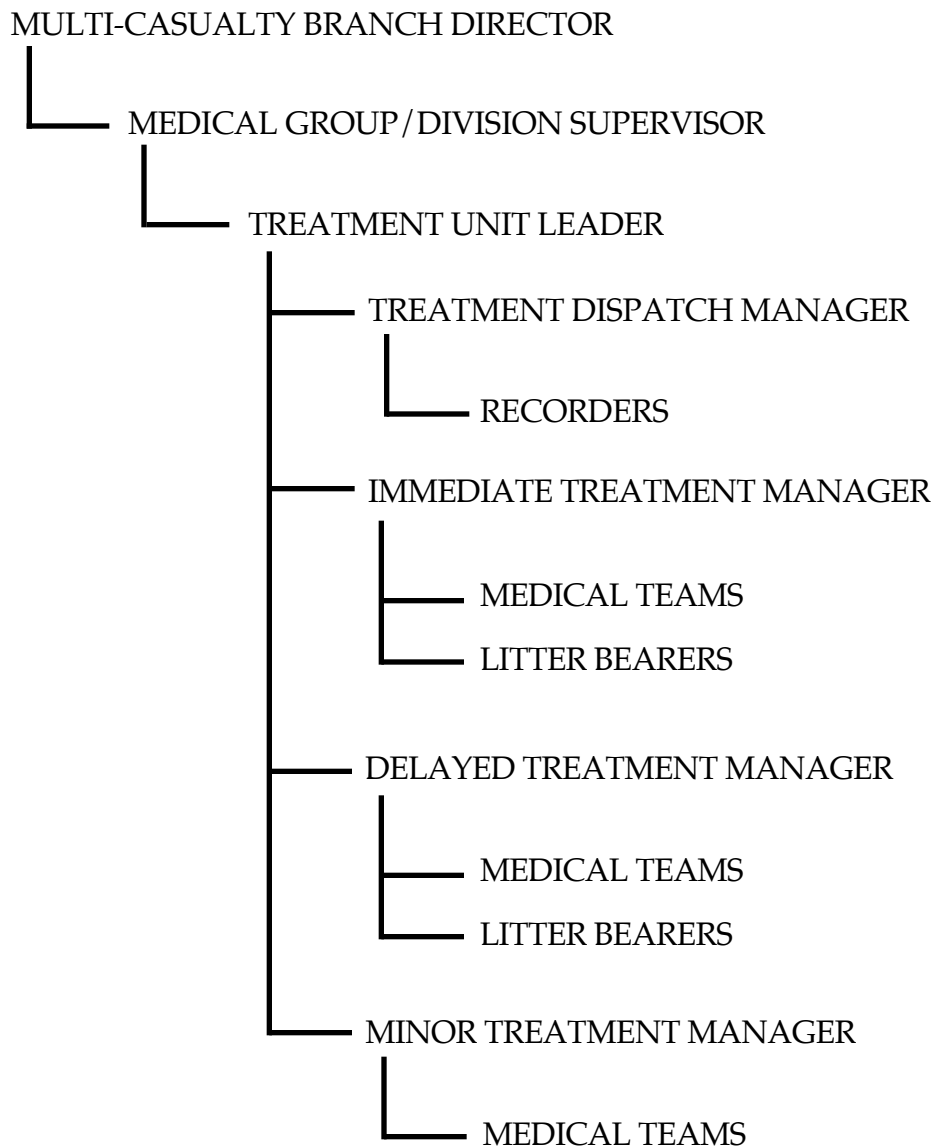 MULTI-CASUALTY BRANCH DIRECTOR
MEDICAL GROUP/DIVISION SUPERVISOR
TREATMENT UNIT LEADER
TREATMENT DISPATCH MANAGER
RECORDERS
IMMEDIATE TREATMENT MANAGER
MEDICAL TEAMS
LITTER BEARERS
DELAYED TREATMENT MANAGER
MEDICAL TEAMS
LITTER BEARERS
MINOR TREATMENT MANAGER
MEDICAL TEAMS